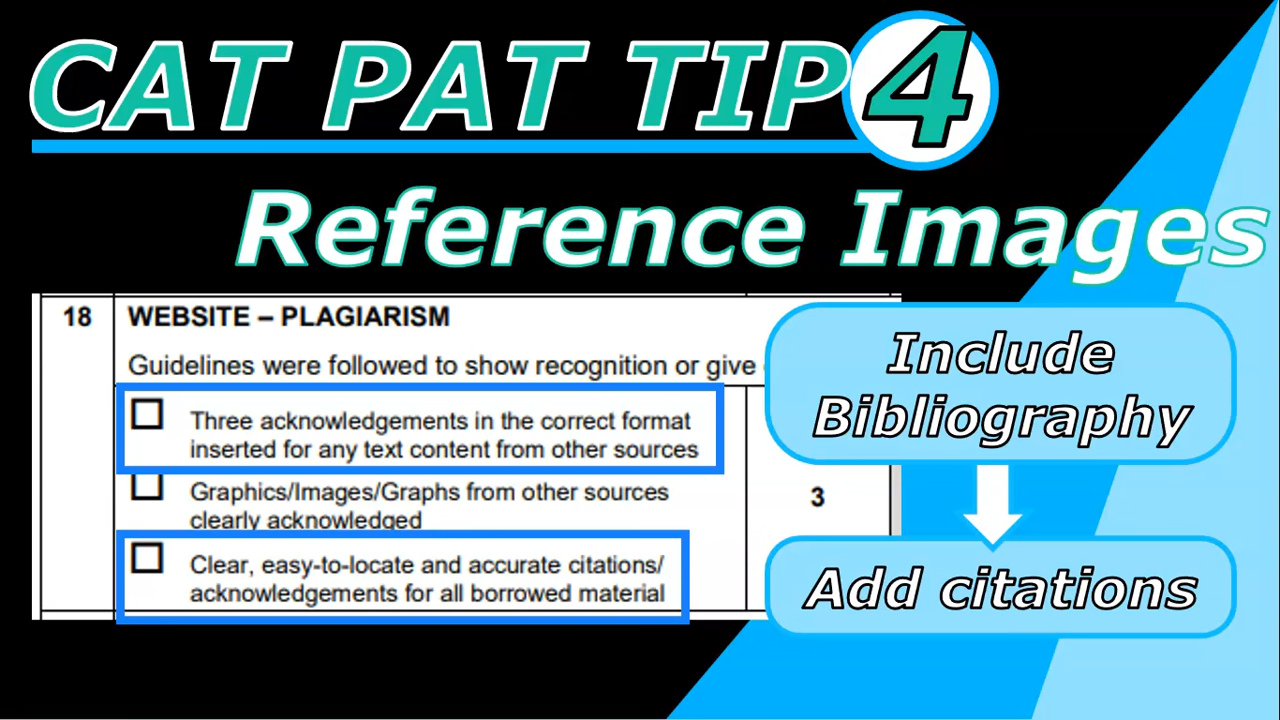 CAT PAT TIP 4
Reference Images
18 WEBSITE – PLAGIARISM
Guidelines were followed to show recognition or give
Three acknowledgements in the correct format
inserted for any text content from other sources
Graphics/Images/Graphs from other sources
clearly acknowledged
3
Clear, easy-to-locate and accurate citations/
acknowledgements for all borrowed material
Include
Bibliography
Add citations